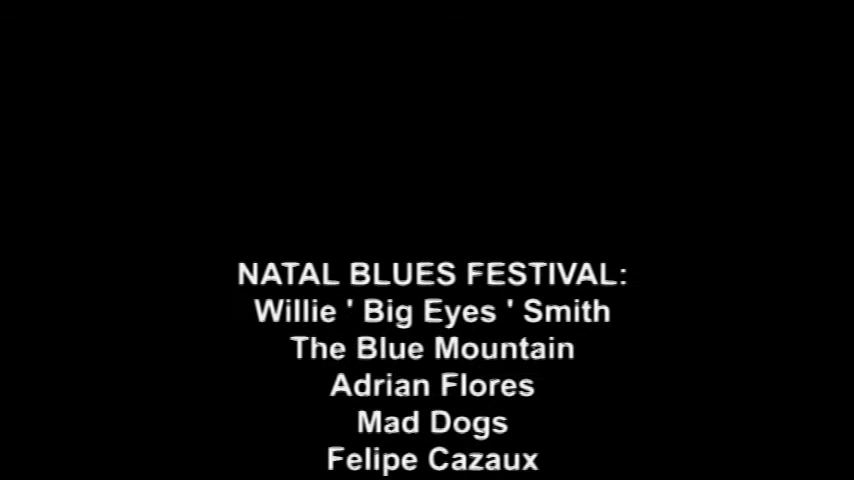 NATAL BLUES FESTIVAL:
Willie ' Big Eyes ' Smith
The Blue Mountain
Adrian Flores
Mad Dogs
Felipe Cazaux